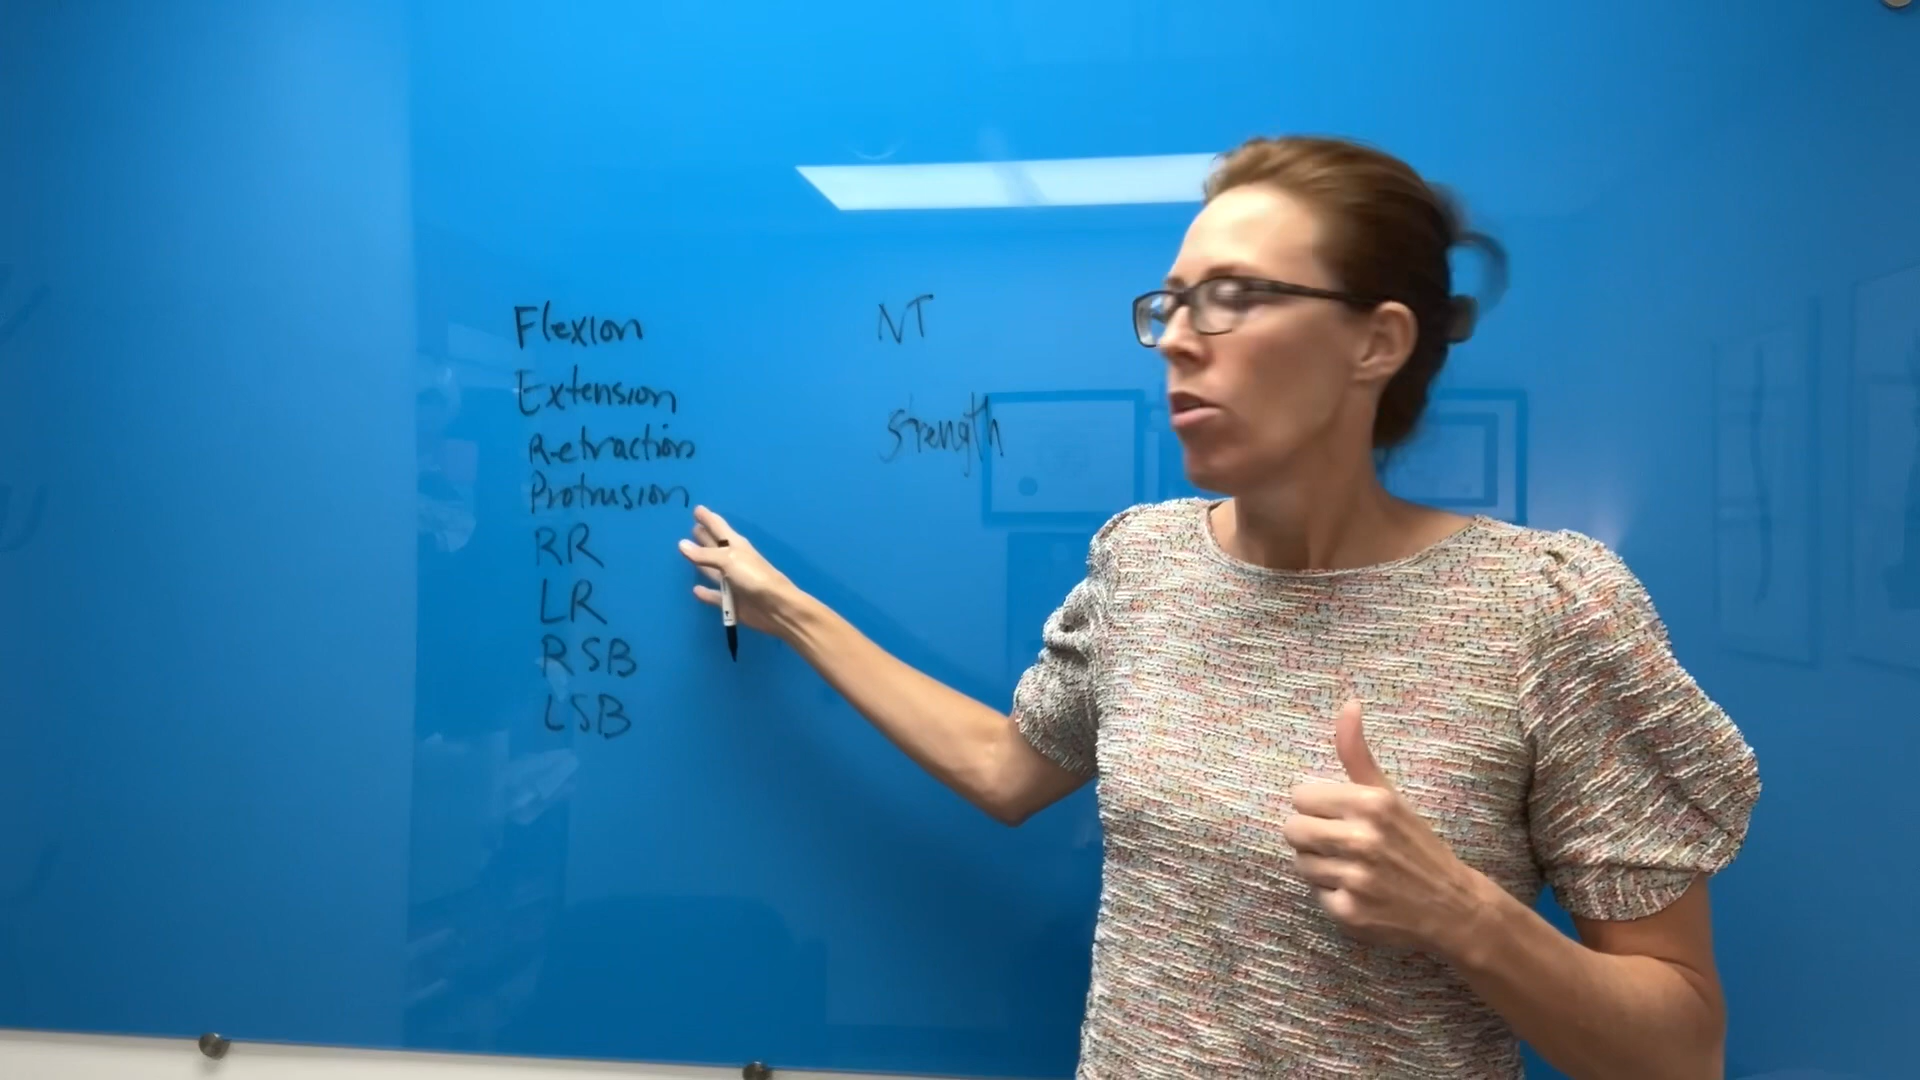 Flexion
Extension
Retraction
Protrusion
RR
LR
RSB
LSB
NT
Strength